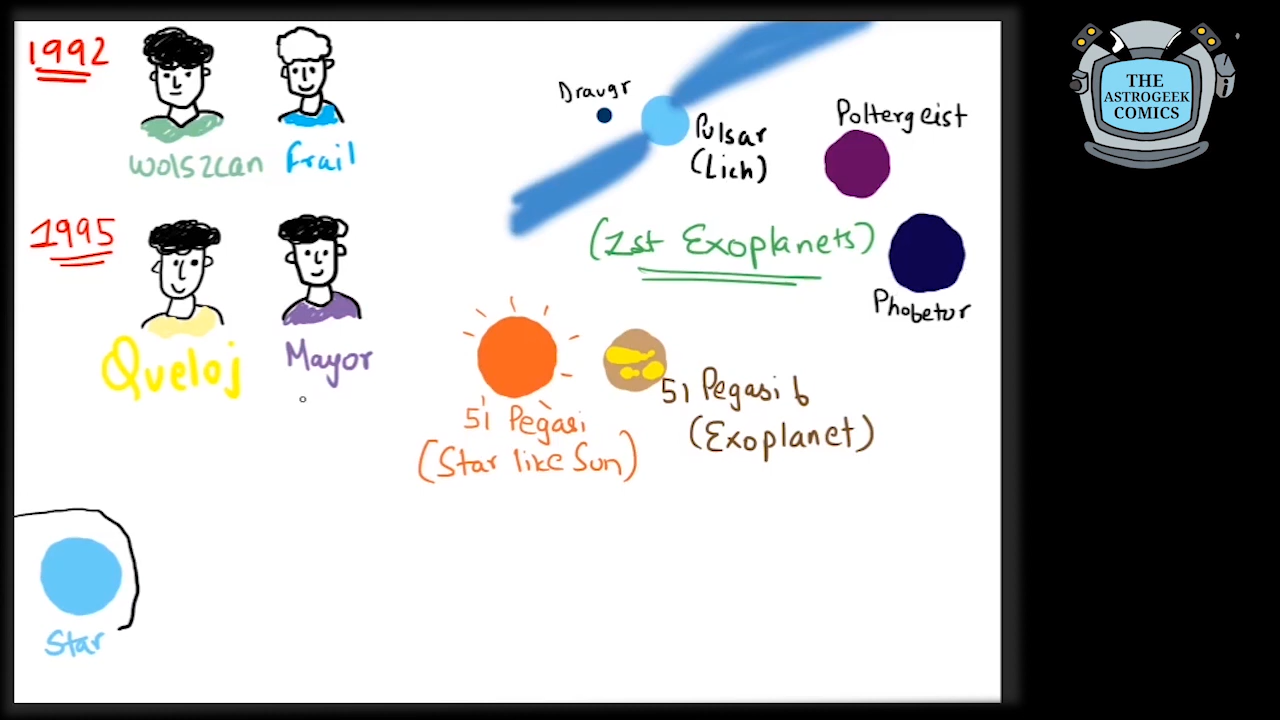 1992
Wolszcan
Frail
Draugr
Pulsar
(Lich)
Poltergeist
(1st Exoplanets)
Phobetor
1995
Queloj
Mayor
51 Pegasi
(Star like Sun)
51 Pegasi b
(Exoplanet)
Star
THE
ASTROGEEK
COMICS